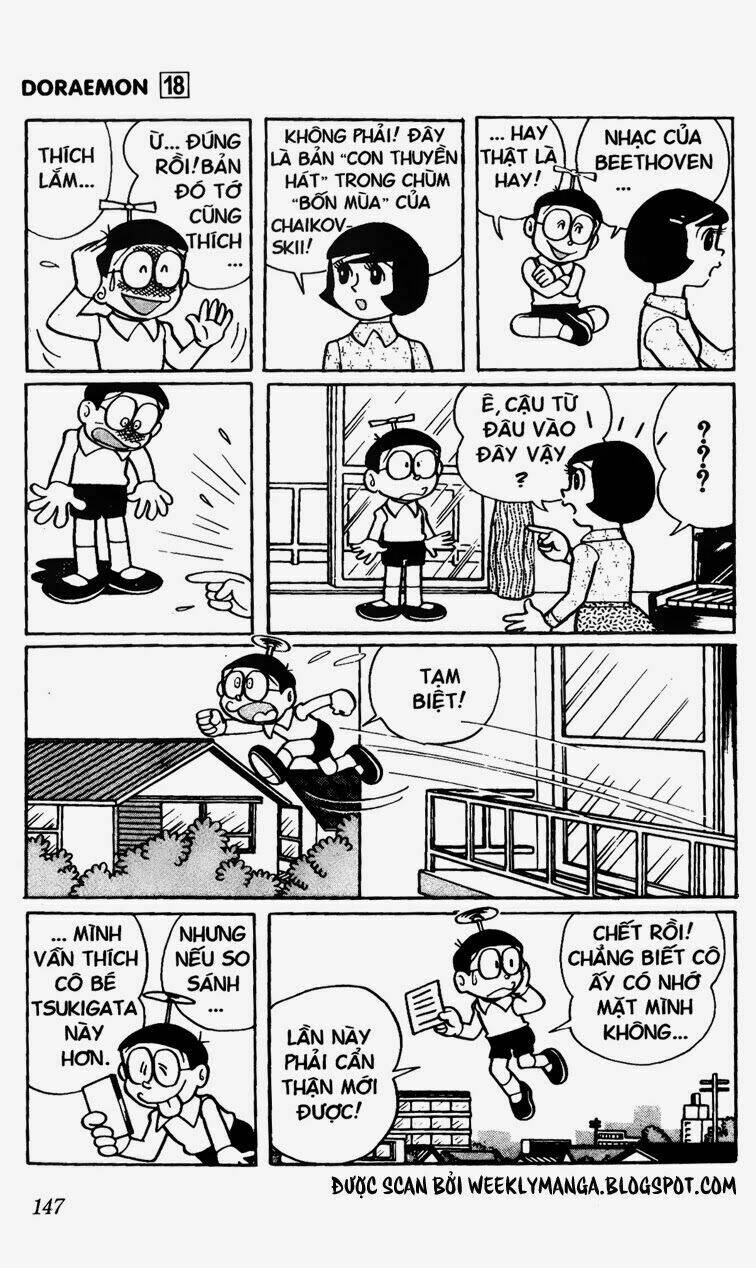 DORAEMON 18
NHẠC CỦA
BEETHOVEN
...
... HAY
THẬT LÀ
HAY!
KHÔNG PHẢI! ĐÂY
LÀ BẢN “CON THUYỀN
HÁT” TRONG CHÙM
“BỐN MÙA” CỦA
CHAIKOV-
SKII!
Ừ... ĐÚNG
RỒI! BẢN
ĐÓ TỚ
CŨNG
THÍCH
...
THÍCH
LẮM...
?
?
?
Ê, CẬU TỪ
ĐÂU VÀO
ĐÂY VẬY
?
TẠM
BIỆT!
CHẾT RỒI!
CHẲNG BIẾT CÔ
ẤY CÓ NHỚ
MẶT MÌNH
KHÔNG...
LẦN NÀY
PHẢI CẨN
THẬN MỚI
ĐƯỢC!
NHƯNG
NẾU SO
SÁNH
...
... MÌNH
VẪN THÍCH
CÔ BÉ
TSUKIGATA
NÀY
HƠN.
ĐƯỢC SCAN BỞI WEEKLYMANGA.BLOGSPOT.COM
147